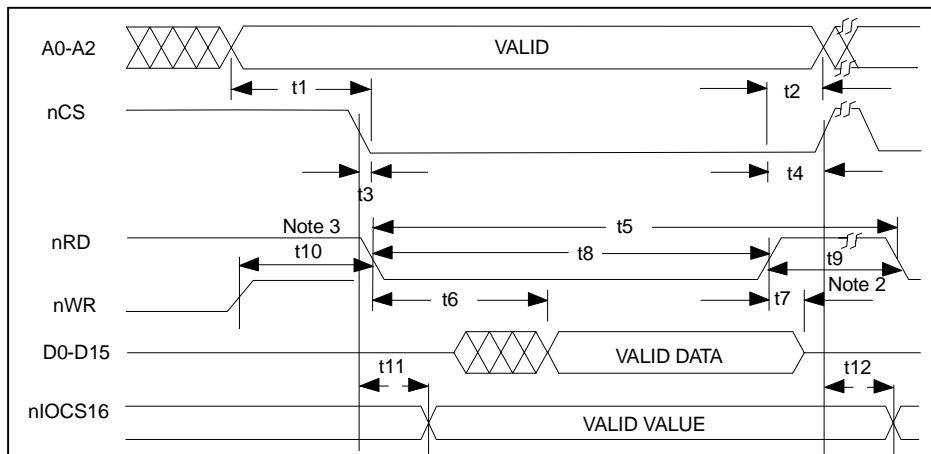 A0-A2
VALID
t1
t2
nCS
t3
t4
Note 3
t5
nRD
t10
t8
t9
nWR
t6
t7
Note 2
D0-D15
VALID DATA
t11
t12
nIOCS16
VALID VALUE